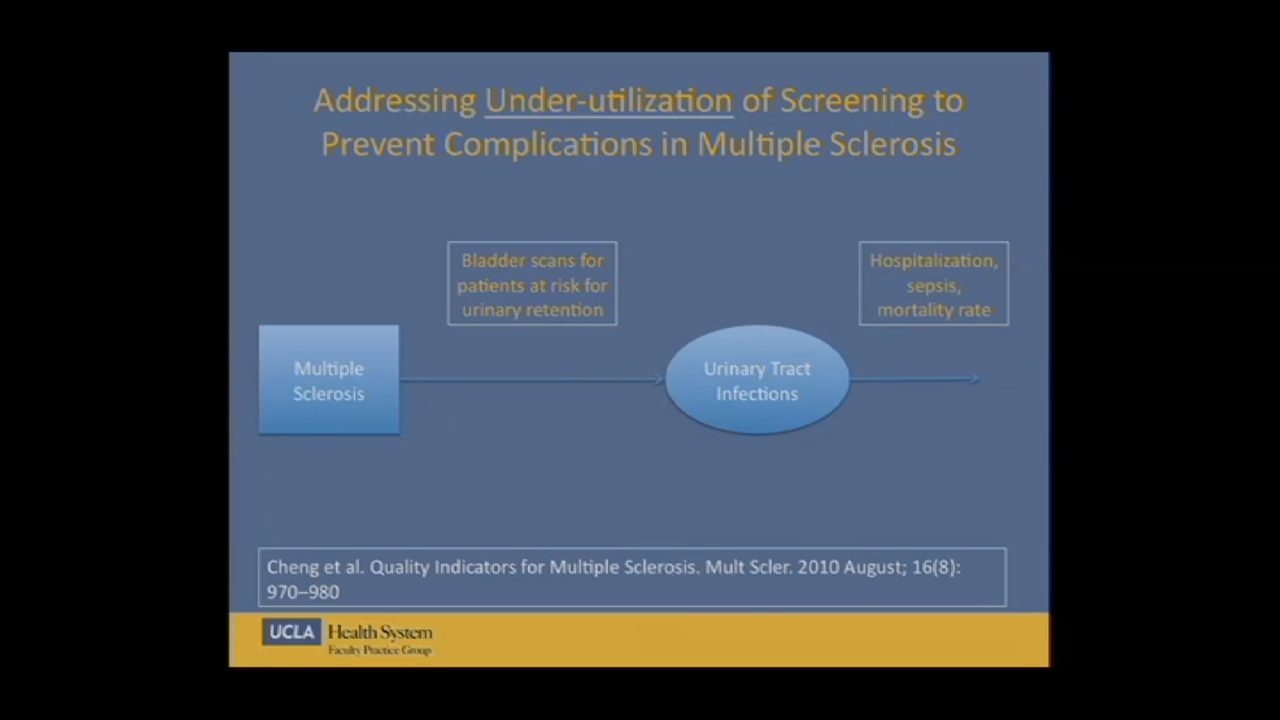 Addressing Under-utilization of Screening to
Prevent Complications in Multiple Sclerosis
Bladder scans for
patients at risk for
urinary retention
Hospitalization,
sepsis,
mortality rate
Multiple
Sclerosis
Urinary Tract
Infections
Cheng et al. Quality Indicators for Multiple Sclerosis. Mult Scler. 2010 August; 16(8):
970–980
UCLA Health System
Faculty Practice Group